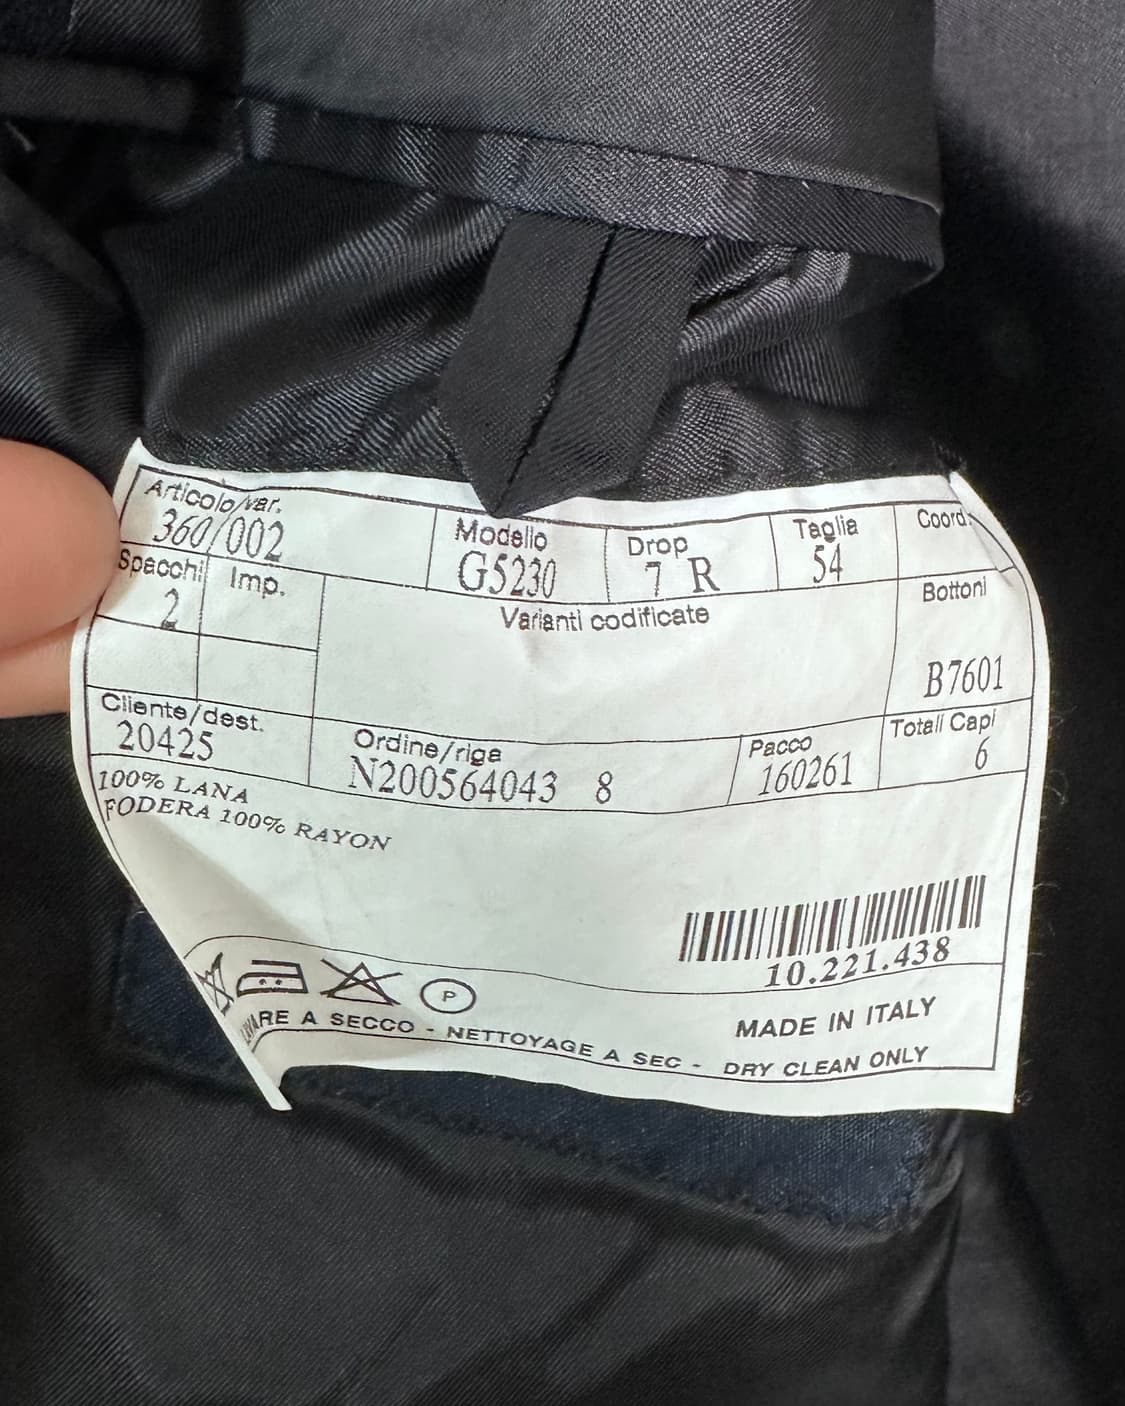 Articolo/var. Modello Drop Taglia Coord.
360/002 G5230 7 R 54
Spacchi Imp. Varianti codificate Bottoni
2 B7601
Cliente/dest. Ordine/riga Pacco Totali Capi
20425 N200564043 8 160261 6
100% LANA
FODERA 100% RAYON
10.221.438
P
MADE IN ITALY
LAVARE A SECCO - NETTOYAGE A SEC - DRY CLEAN ONLY